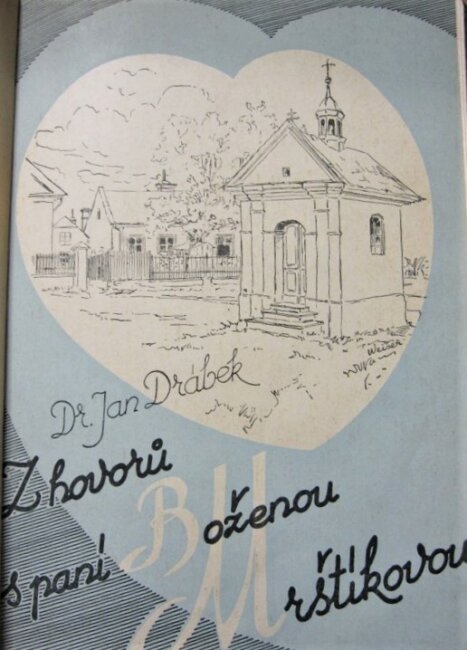 Dr. Jan Drábek
Z hovorů
s paní Boženou
Mrštíkovou